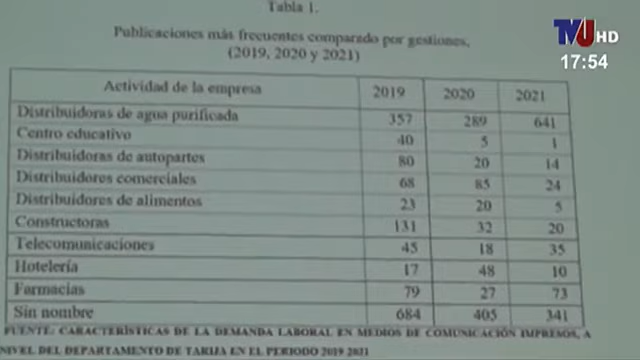 Tabla 1.
TVU HD
Publicaciones más frecuentes comparado por gestiones,
(2019, 2020 y 2021)
17:54
Actividad de la empresa 2019 2020 2021
Distribuidoras de agua purificada 357 289 641
Centro educativo 40 5 1
Distribuidoras de autopartes 80 20 14
Distribuidores comerciales 68 85 24
Distribuidores de alimentos 23 20 5
Constructoras 131 32 20
Telecomunicaciones 45 18 35
Hotelería 17 48 10
Farmacias 79 27 73
Sin nombre 684 405 341
FUENTE: CARACTERÍSTICAS DE LA DEMANDA LABORAL EN MEDIOS DE COMUNICACIÓN IMPRESOS, A
NIVEL DEL DEPARTAMENTO DE TARIJA EN EL PERIODO 2019 2021